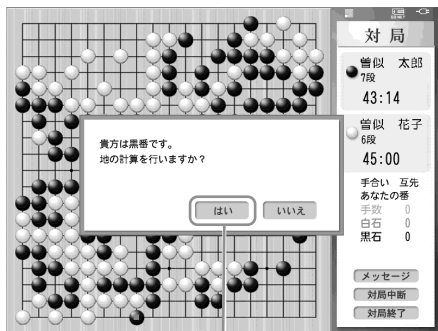 対局
曽似 太郎
7段
43:14
曽似 花子
6段
45:00
手合い 互先
あなたの番
手数 0
白石 0
黒石 0
メッセージ
対局中断
対局終了
貴方は黒番です。
地の計算を行いますか？
はい
いいえ